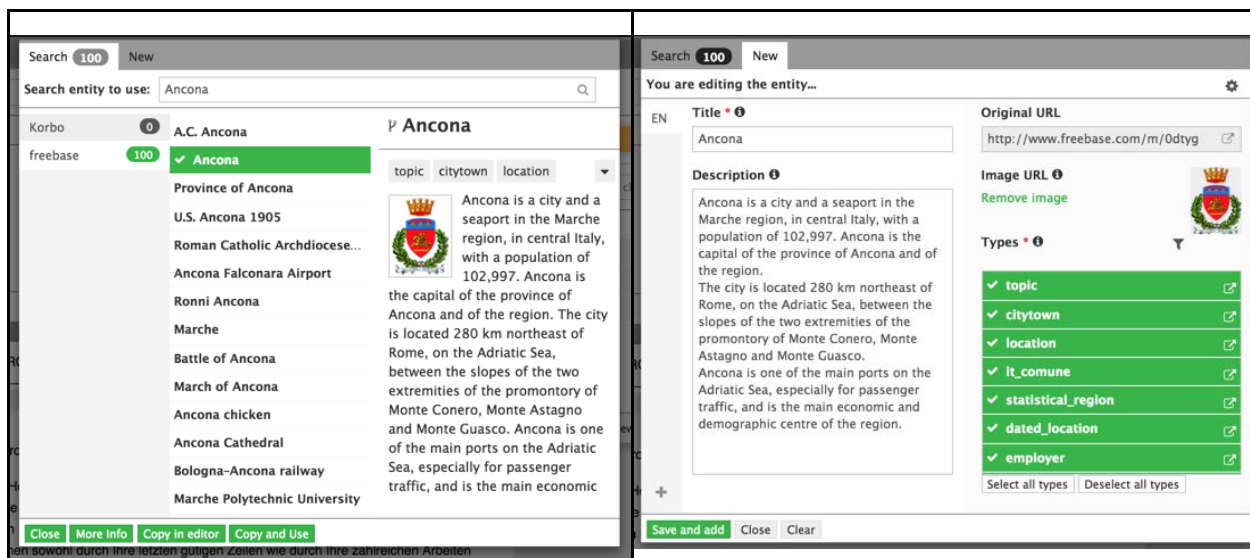 Search 100 New
Search entity to use: Ancona
Korbo 0
freebase 100
A.C. Ancona
Ancona
Province of Ancona
U.S. Ancona 1905
Roman Catholic Archdiocese...
Ancona Falconara Airport
Ronni Ancona
Marche
Battle of Ancona
March of Ancona
Ancona chicken
Ancona Cathedral
Bologna-Ancona railway
Marche Polytechnic University
Ancona
topic citytown location
Ancona is a city and a
seaport in the Marche
region, in central Italy,
with a population of
102,997. Ancona is
the capital of the province of
Ancona and of the region. The city
is located 280 km northeast of
Rome, on the Adriatic Sea,
between the slopes of the two
extremities of the promontory of
Monte Conero, Monte Astagno
and Monte Guasco. Ancona is one
of the main ports on the Adriatic
Sea, especially for passenger
traffic, and is the main economic
Close More Info Copy in editor Copy and Use
nen sowohl durch Ihre letzten gütigen Zeilen wie durch Ihre zahlreichen Arbeiten
Search 100 New
You are editing the entity...
EN
Title *
Ancona
Description
Ancona is a city and a seaport in the
Marche region, in central Italy, with a
population of 102,997. Ancona is the
capital of the province of Ancona and of
the region.
The city is located 280 km northeast of
Rome, on the Adriatic Sea, between the
slopes of the two extremities of the
promontory of Monte Conero, Monte
Astagno and Monte Guasco.
Ancona is one of the main ports on the
Adriatic Sea, especially for passenger
traffic, and is the main economic and
demographic centre of the region.
Original URL
http://www.freebase.com/m/0dtyg
Image URL
Remove image
Types *
topic
citytown
location
it_comune
statistical_region
dated_location
employer
Select all types Deselect all types
Save and add Close Clear